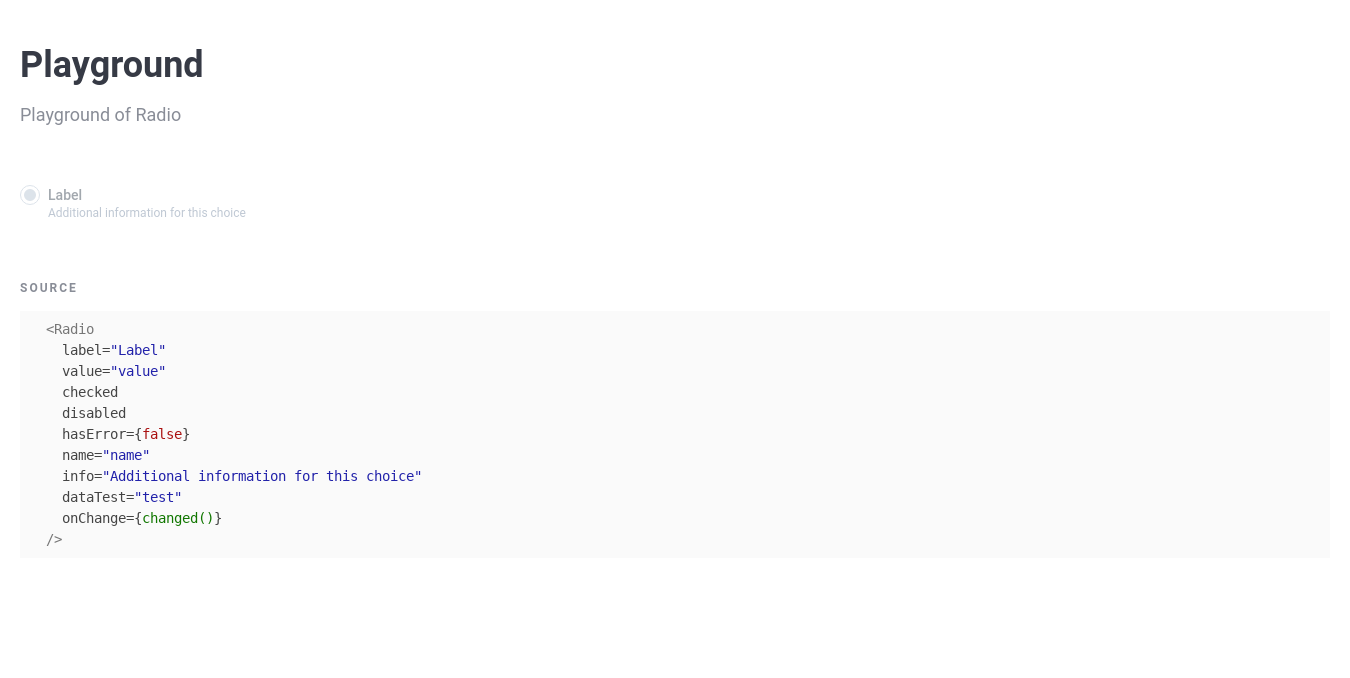 Playground
Playground of Radio
Label
Additional information for this choice
SOURCE
<Radio
  label="Label"
  value="value"
  checked
  disabled
  hasError={false}
  name="name"
  info="Additional information for this choice"
  dataTest="test"
  onChange={changed()}
/>